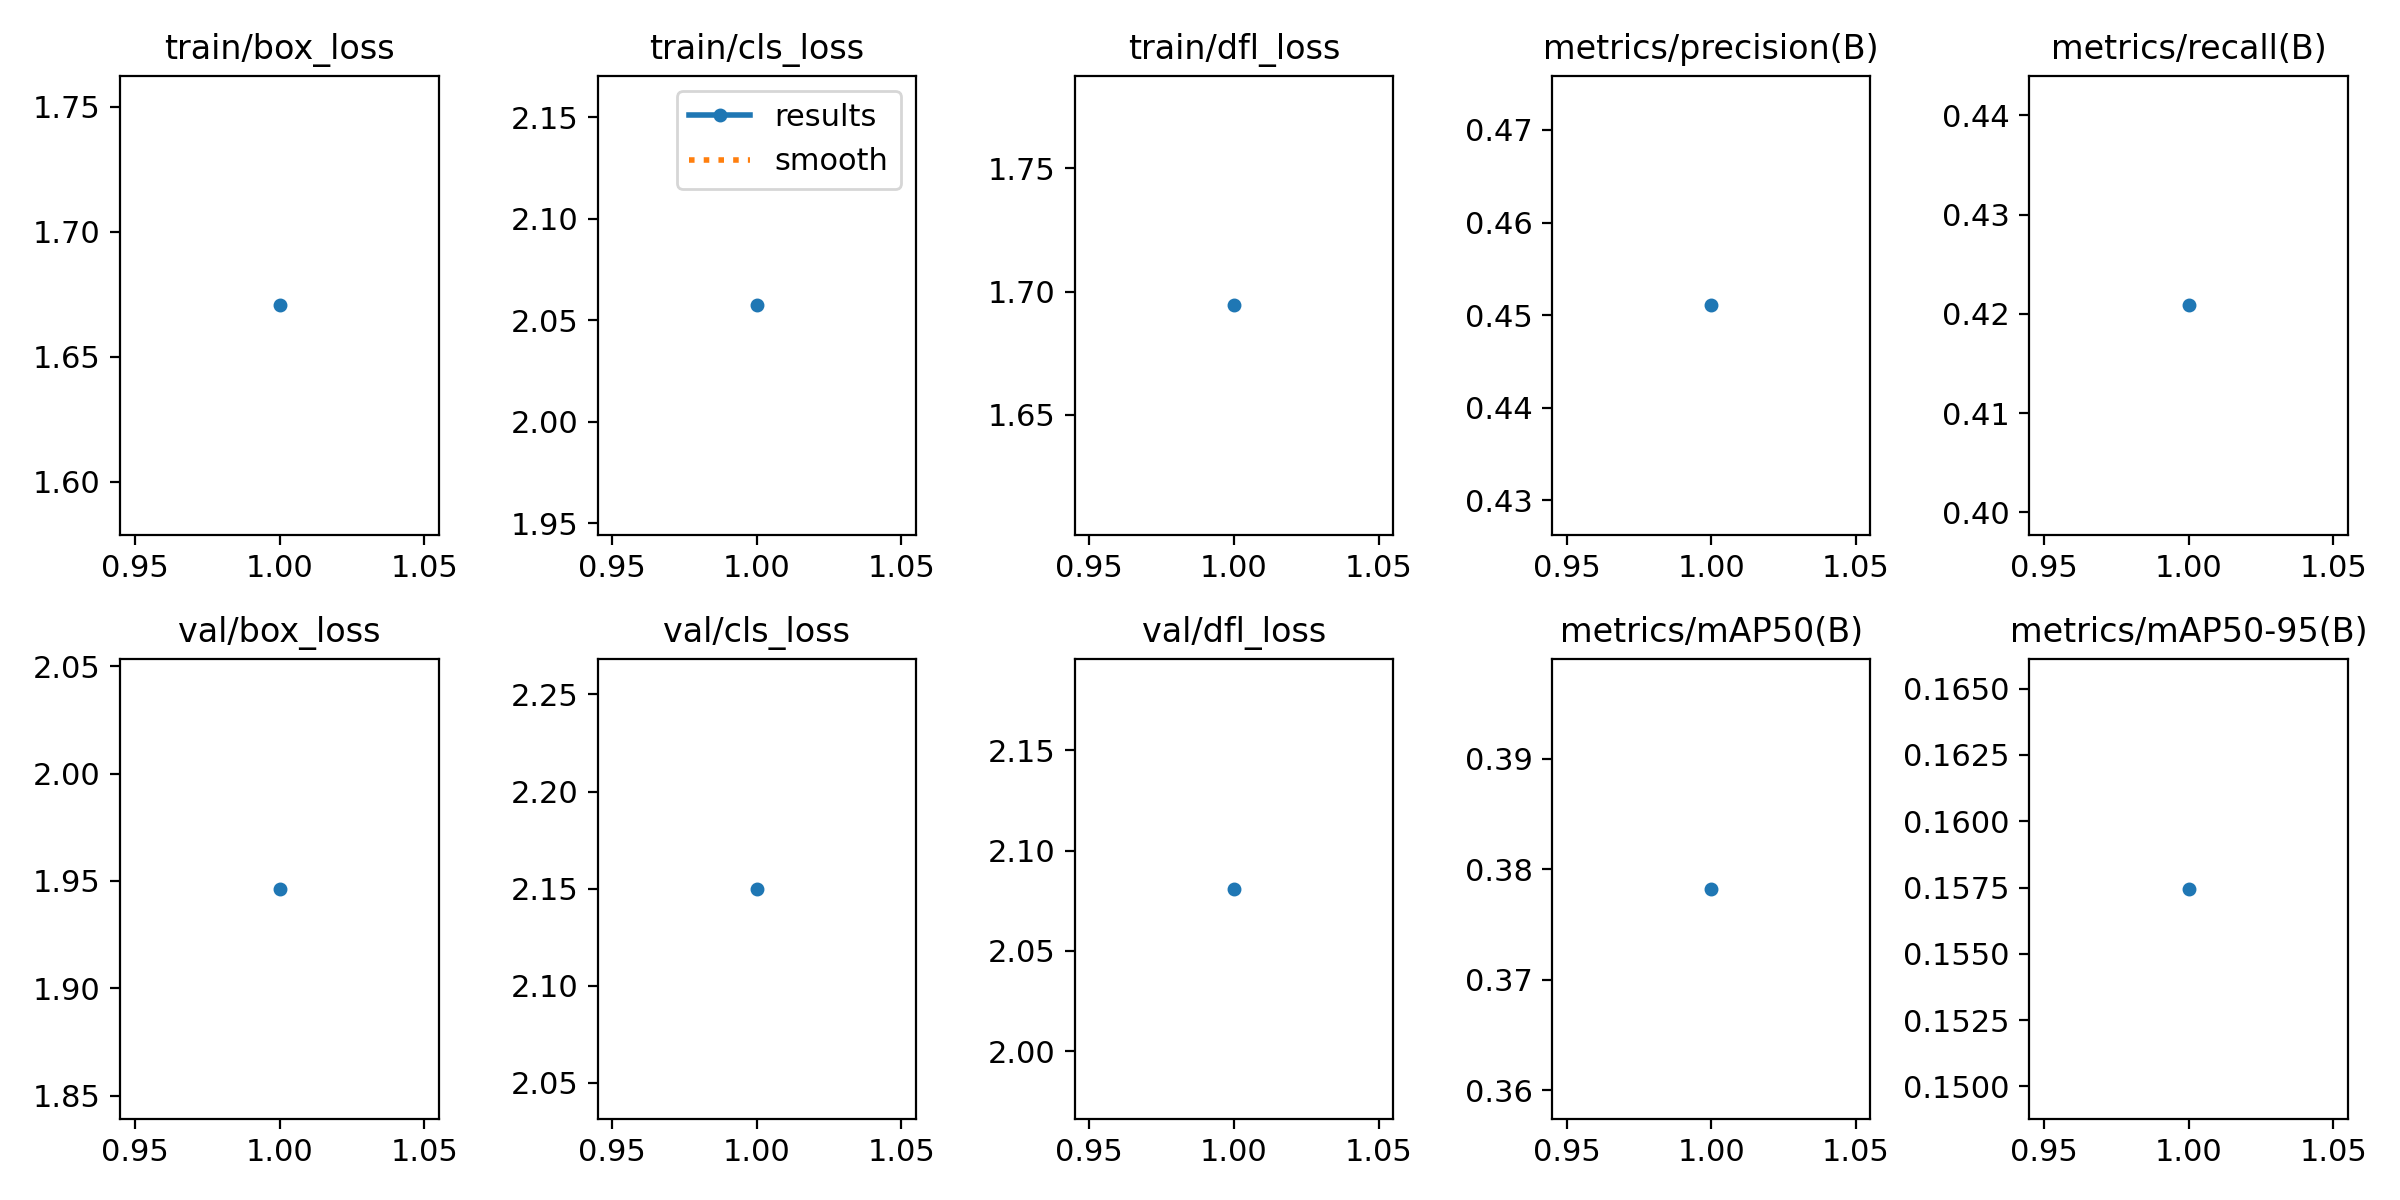 train/box_loss
1.75
1.70
1.65
1.60
0.95 1.00 1.05
train/cls_loss
results
smooth
2.15
2.10
2.05
2.00
1.95
0.95 1.00 1.05
train/dfl_loss
1.75
1.70
1.65
0.95 1.00 1.05
metrics/precision(B)
0.47
0.46
0.45
0.44
0.43
0.95 1.00 1.05
metrics/recall(B)
0.44
0.43
0.42
0.41
0.40
0.95 1.00 1.05
val/box_loss
2.05
2.00
1.95
1.90
1.85
0.95 1.00 1.05
val/cls_loss
2.25
2.20
2.15
2.10
2.05
0.95 1.00 1.05
val/dfl_loss
2.15
2.10
2.05
2.00
0.95 1.00 1.05
metrics/mAP50(B)
0.39
0.38
0.37
0.36
0.95 1.00 1.05
metrics/mAP50-95(B)
0.1650
0.1625
0.1600
0.1575
0.1550
0.1525
0.1500
0.95 1.00 1.05